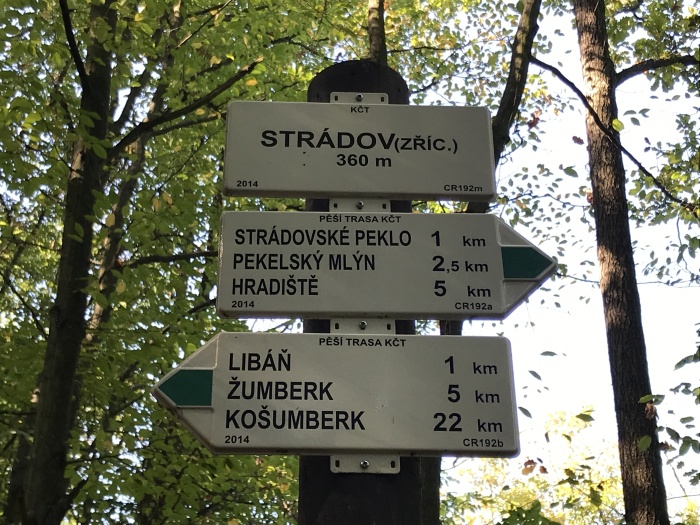 KČT
STRÁDOV(ZŘÍC.)
360 m
2014 CR192m
PĚŠÍ TRASA KČT
STRÁDOVSKÉ PEKLO 1 km
PEKELSKÝ MLÝN 2,5 km
HRADIŠTĚ 5 km
2014 CR192a
PĚŠÍ TRASA KČT
LIBÁŇ 1 km
ŽUMBERK 5 km
KOŠUMBERK 22 km
2014 CR192b